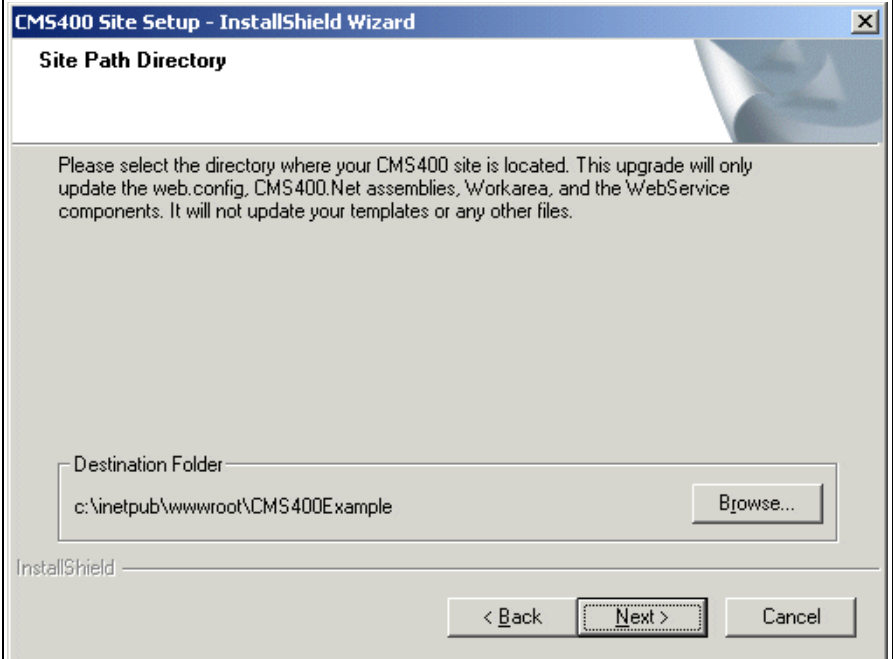 CMS400 Site Setup - InstallShield Wizard
Site Path Directory
Please select the directory where your CMS400 site is located. This upgrade will only
update the web.config, CMS400.Net assemblies, Workarea, and the WebService
components. It will not update your templates or any other files.
Destination Folder
c:\inetpub\wwwroot\CMS400Example
Browse...
InstallShield
< Back
Next >
Cancel